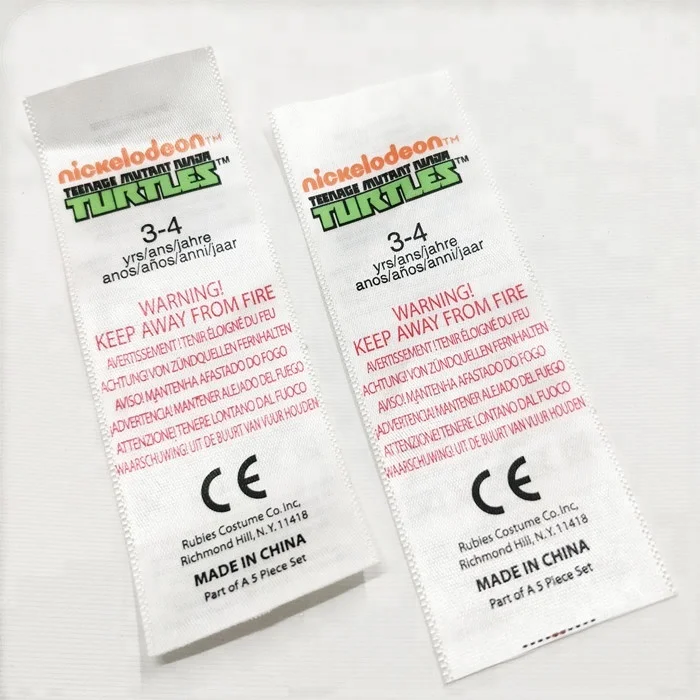 nickelodeon™
TEENAGE MUTANT NINJA
TURTLES™
3-4
yrs/ans/jahre
anos/años/anni/jaar
WARNING!
KEEP AWAY FROM FIRE
AVERTISSEMENT ! TENIR ÉLOIGNÉ DU FEU
ACHTUNG! VON ZÜNDQUELLEN FERNHALTEN
AVISO! MANTENHA AFASTADO DO FOGO
¡ADVERTENCIA! MANTENER ALEJADO DEL FUEGO
ATTENZIONE! TENERE LONTANO DAL FUOCO
WAARSCHUWING! UIT DE BUURT VAN VUUR HOUDEN
CE
Rubies Costume Co. Inc,
Richmond Hill, N.Y. 11418
MADE IN CHINA
Part of A 5 Piece Set
nickelodeon™
TEENAGE MUTANT NINJA
TURTLES™
3-4
yrs/ans/jahre
anos/años/anni/jaar
WARNING!
KEEP AWAY FROM FIRE
AVERTISSEMENT ! TENIR ÉLOIGNÉ DU FEU
ACHTUNG! VON ZÜNDQUELLEN FERNHALTEN
AVISO! MANTENHA AFASTADO DO FOGO
¡ADVERTENCIA! MANTENER ALEJADO DEL FUEGO
ATTENZIONE! TENERE LONTANO DAL FUOCO
WAARSCHUWING! UIT DE BUURT VAN VUUR HOUDEN
CE
Rubies Costume Co. Inc,
Richmond Hill, N.Y. 11418
MADE IN CHINA
Part of A 5 Piece Set